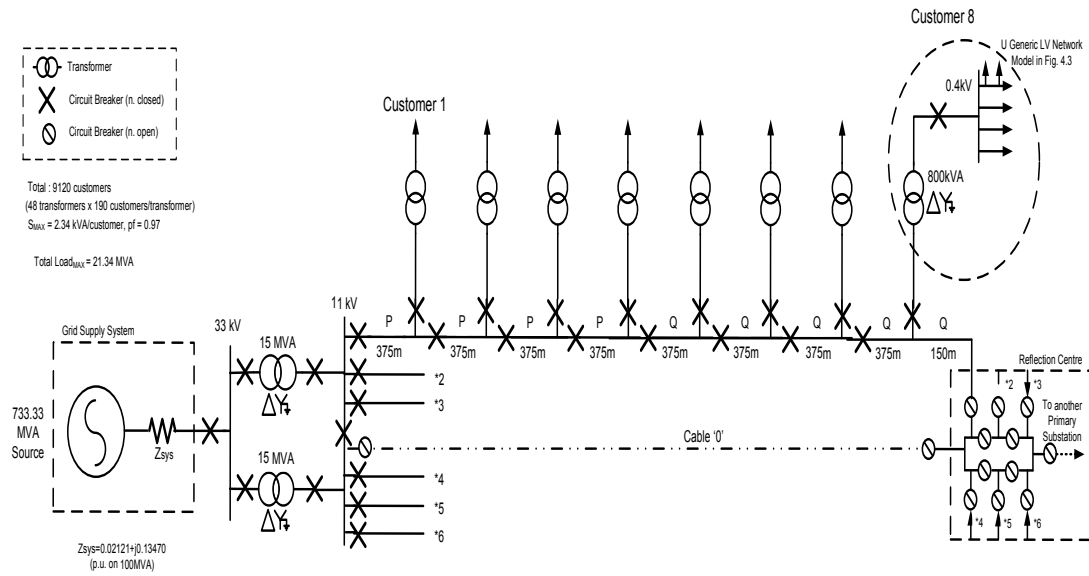 Customer 8
U Generic LV Network
Model in Fig. 4.3
0.4kV
800kVA
Transformer
Circuit Breaker (n. closed)
Circuit Breaker (n. open)
Customer 1
Total : 9120 customers
(48 transformers x 190 customers/transformer)
SMAX = 2.34 kVA/customer, pf = 0.97
Total LoadMAX = 21.34 MVA
Grid Supply System
733.33
MVA
Source
Zsys
Zsys=0.02121+j0.13470
(p.u. on 100MVA)
33 kV
15 MVA
15 MVA
11 kV
P P P P Q Q Q Q Q
375m 375m 375m 375m 375m 375m 375m 375m 150m
*2
*3
Cable '0'
*4
*5
*6
Reflection Centre
*2 *3
To another
Primary
Substation
*4 *5 *6